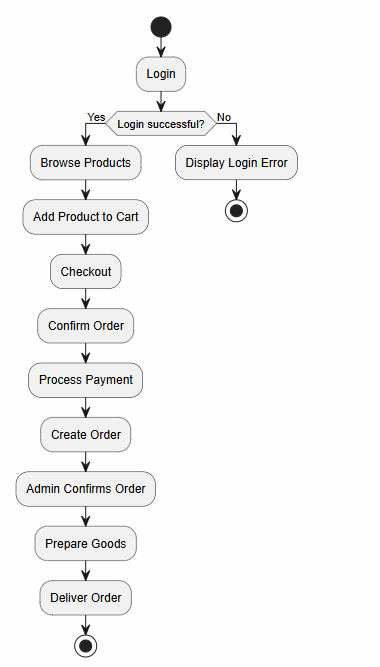 Login
Yes
Login successful?
No
Browse Products
Display Login Error
Add Product to Cart
Checkout
Confirm Order
Process Payment
Create Order
Admin Confirms Order
Prepare Goods
Deliver Order